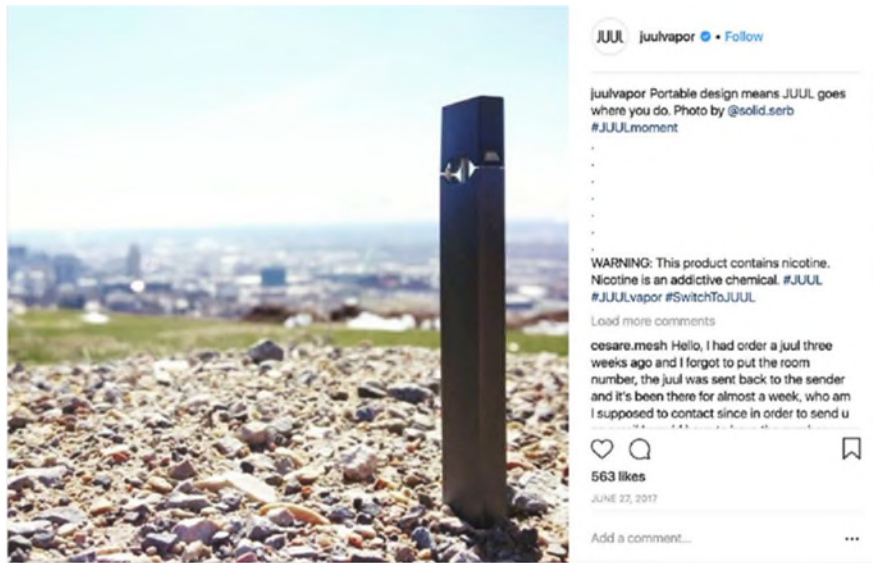 JUUL juulvapor • Follow
juulvapor Portable design means JUUL goes
where you do. Photo by @solid.serb
#JUULmoment
.
.
.
.
.
.
.
WARNING: This product contains nicotine.
Nicotine is an addictive chemical. #JUUL
#JUULvapor #SwitchToJUUL
Load more comments
cesare.mesh Hello, I had order a juul three
weeks ago and I forgot to put the room
number, the juul was sent back to the sender
and it's been there for almost a week, who am
I supposed to contact since in order to send u
563 likes
JUNE 27, 2017
Add a comment...